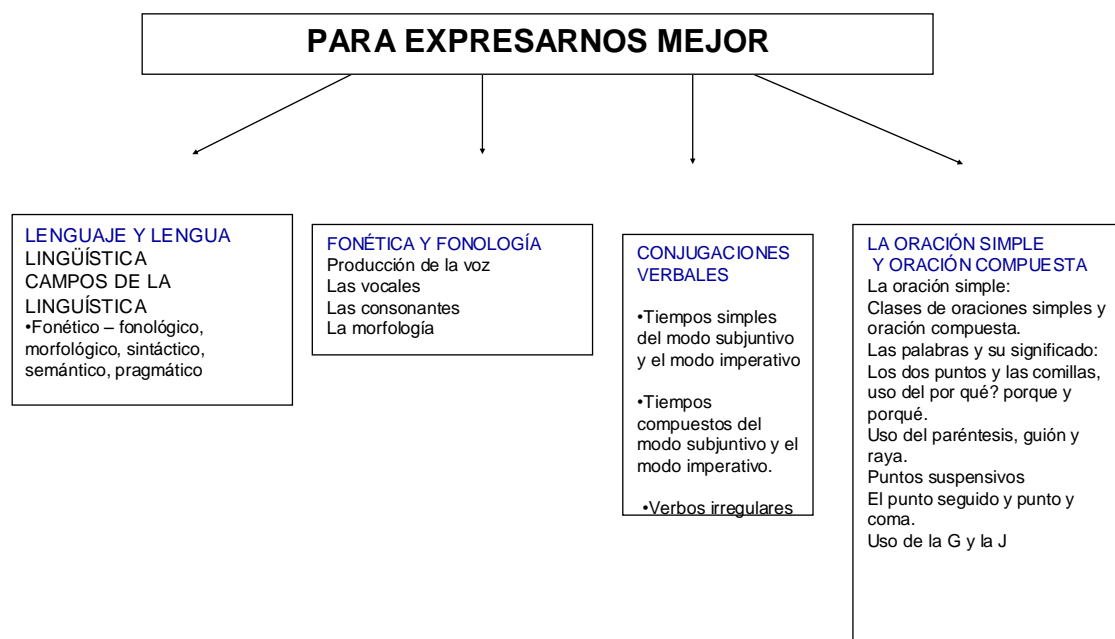 PARA EXPRESARNOS MEJOR
LENGUAJE Y LENGUA
LINGÜÍSTICA
CAMPOS DE LA
LINGUÍSTICA
•Fonético – fonológico,
morfológico, sintáctico,
semántico, pragmático
FONÉTICA Y FONOLOGÍA
Producción de la voz
Las vocales
Las consonantes
La morfología
CONJUGACIONES
VERBALES
•Tiempos simples
del modo subjuntivo
y el modo imperativo
•Tiempos
compuestos del
modo subjuntivo y el
modo imperativo.
•Verbos irregulares
LA ORACIÓN SIMPLE
Y ORACIÓN COMPUESTA
La oración simple:
Clases de oraciones simples y
oración compuesta.
Las palabras y su significado:
Los dos puntos y las comillas,
uso del por qué? porque y
porqué.
Uso del paréntesis, guión y
raya.
Puntos suspensivos
El punto seguido y punto y
coma.
Uso de la G y la J